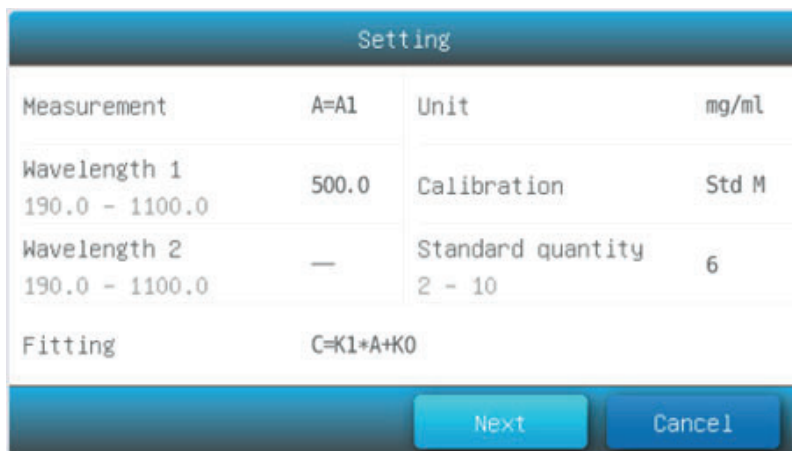 Setting
Measurement A=A1 Unit mg/ml
Wavelength 1
190.0 - 1100.0
500.0 Calibration Std M
Wavelength 2
190.0 - 1100.0
— Standard quantity
2 - 10
6
Fitting C=K1*A+K0
Next Cancel